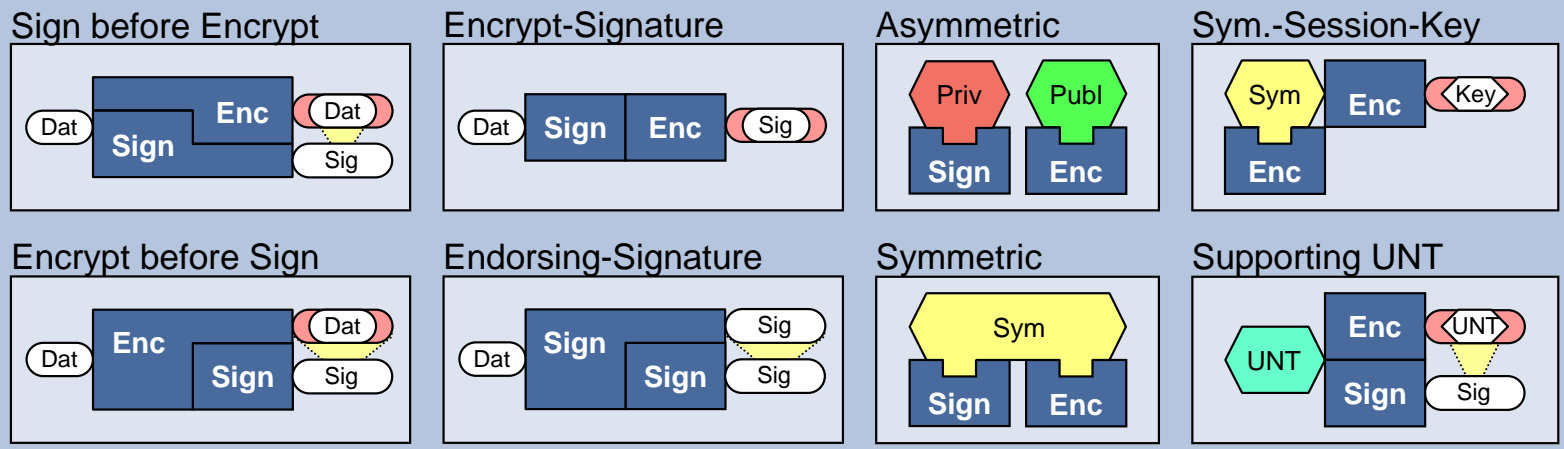 Sign before Encrypt
Dat
Enc
Sign
Dat
Sig
Encrypt-Signature
Dat
Sign
Enc
Sig
Asymmetric
Priv
Publ
Sign
Enc
Sym.-Session-Key
Sym
Enc
Key
Enc
Encrypt before Sign
Dat
Enc
Sign
Dat
Sig
Endorsing-Signature
Dat
Sign
Sign
Sig
Sig
Symmetric
Sym
Sign
Enc
Supporting UNT
UNT
Enc
Sign
UNT
Sig